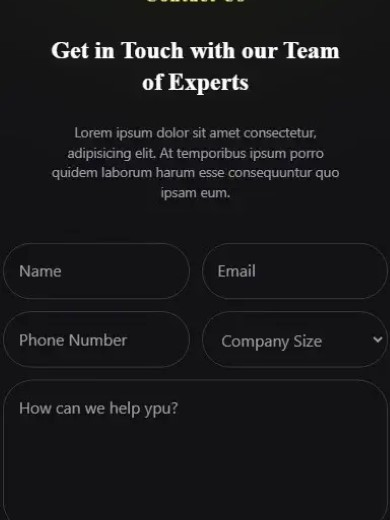 Contact Us
Get in Touch with our Team
of Experts
Lorem ipsum dolor sit amet consectetur,
adipisicing elit. At temporibus ipsum porro
quidem laborum harum esse consequuntur quo
ipsam eum.
Name
Email
Phone Number
Company Size
How can we help ypu?